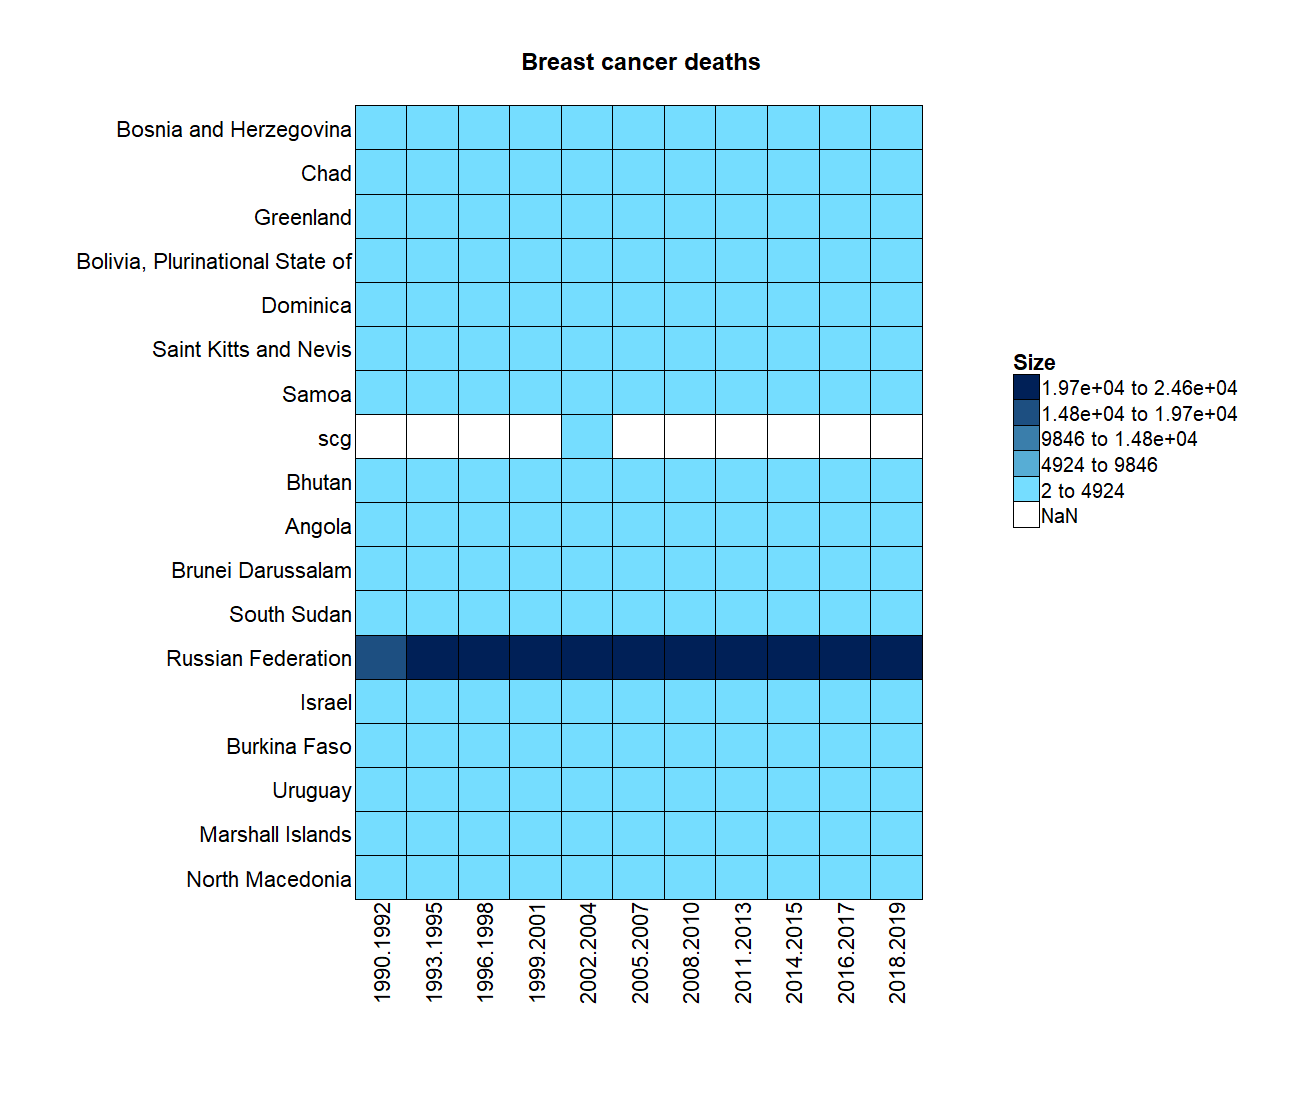 Breast cancer deaths
Bosnia and Herzegovina
Chad
Greenland
Bolivia, Plurinational State of
Dominica
Saint Kitts and Nevis
Samoa
scg
Bhutan
Angola
Brunei Darussalam
South Sudan
Russian Federation
Israel
Burkina Faso
Uruguay
Marshall Islands
North Macedonia
1990.1992
1993.1995
1996.1998
1999.2001
2002.2004
2005.2007
2008.2010
2011.2013
2014.2015
2016.2017
2018.2019
Size
1.97e+04 to 2.46e+04
1.48e+04 to 1.97e+04
9846 to 1.48e+04
4924 to 9846
2 to 4924
NaN